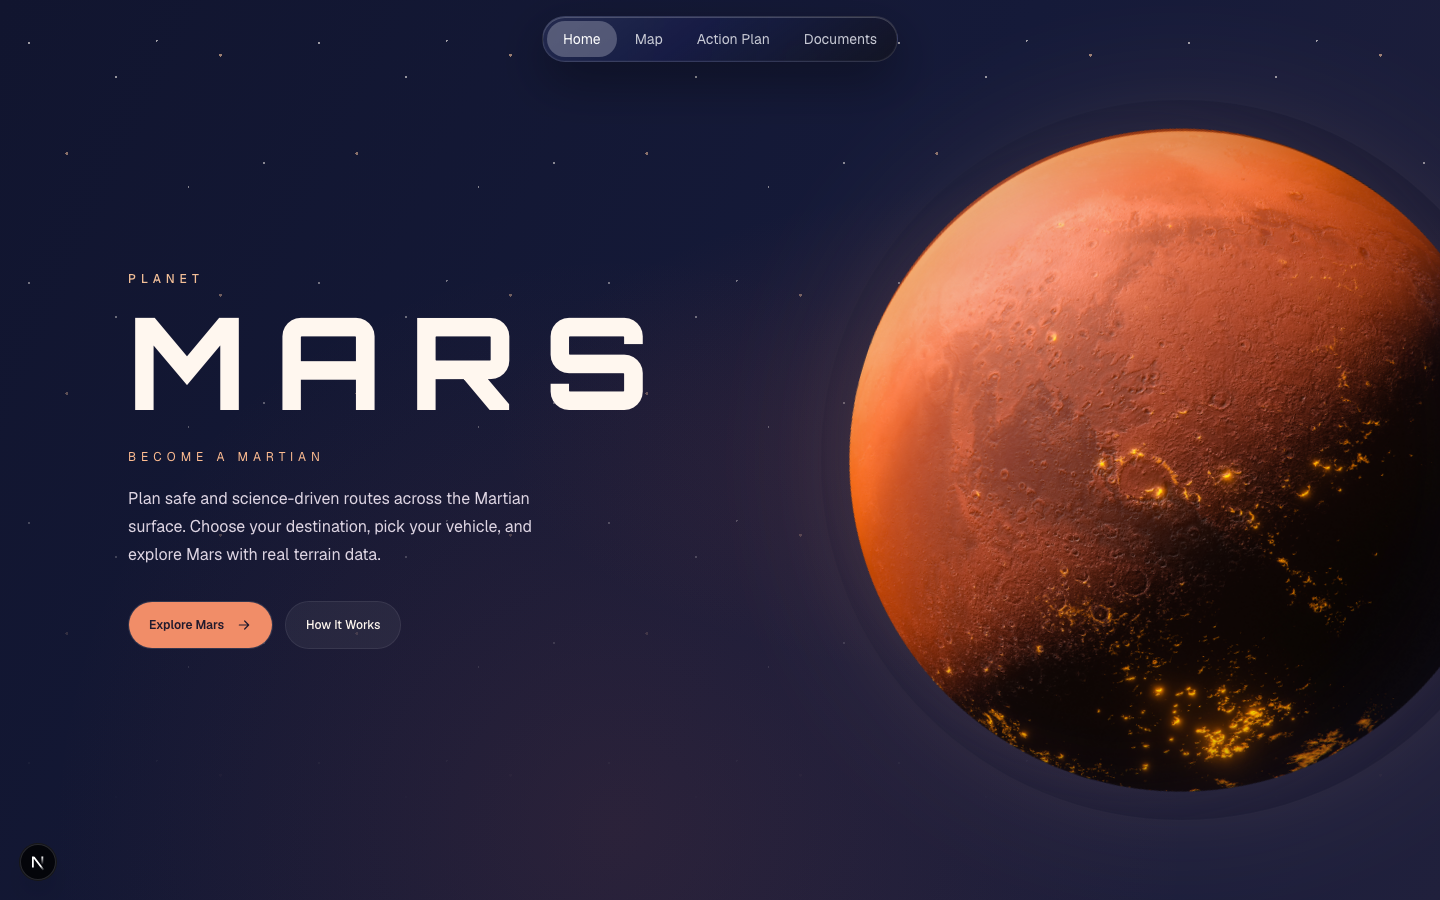 Home Map Action Plan Documents
PLANET
MARS
BECOME A MARTIAN
Plan safe and science-driven routes across the Martian
surface. Choose your destination, pick your vehicle, and
explore Mars with real terrain data.
Explore Mars → How It Works
N